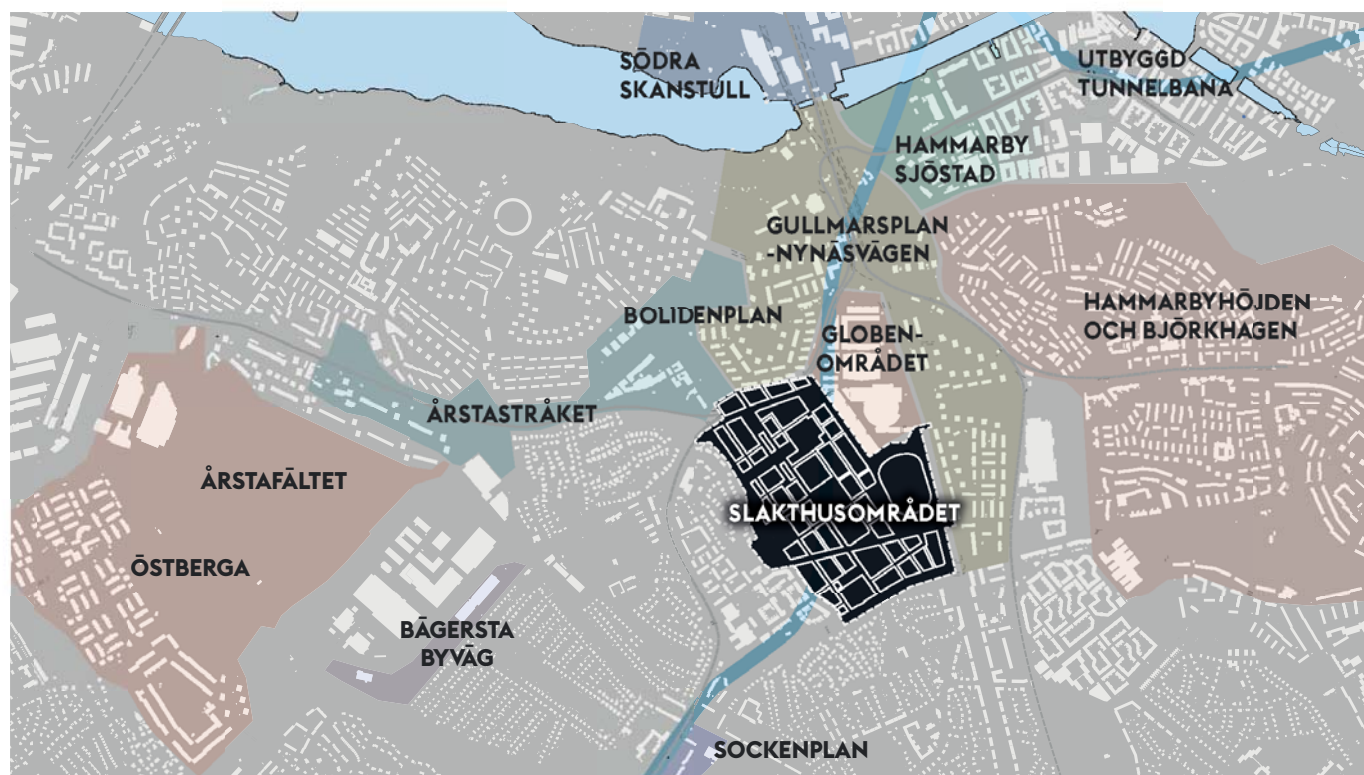 SÖDRA
SKANSTULL
UTBYGGD
TUNNELBANA
HAMMARBY
SJÖSTAD
GULLMARSPLAN
-NYNÄSVÄGEN
HAMMARBYHÖJDEN
OCH BJÖRKHAGEN
BOLIDENPLAN
GLOBEN-
OMRÅDET
ÅRSTASTRÅKET
ÅRSTAFÄLTET
SLAKTHUSOMRÅDET
ÖSTBERGA
BÄGERSTA
BYVÄG
SOCKENPLAN